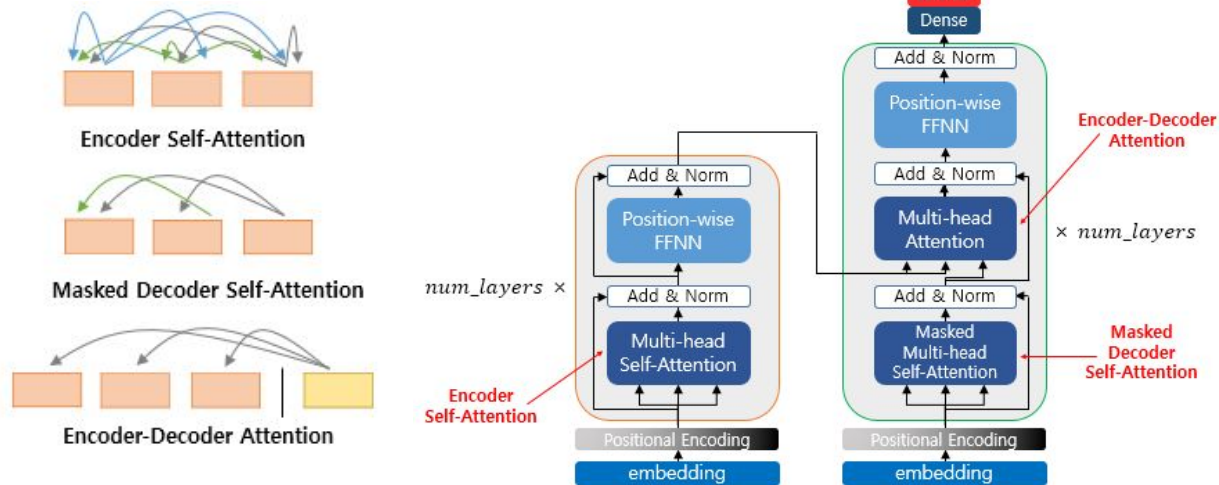 Encoder Self-Attention
Masked Decoder Self-Attention
Encoder-Decoder Attention
num_layers ×
Add & Norm
Position-wise
FFNN
Add & Norm
Multi-head
Self-Attention
Encoder
Self-Attention
Positional Encoding
embedding
Dense
Add & Norm
Position-wise
FFNN
Add & Norm
Multi-head
Attention
Add & Norm
Masked
Multi-head
Self-Attention
Positional Encoding
embedding
Encoder-Decoder
Attention
× num_layers
Masked
Decoder
Self-Attention